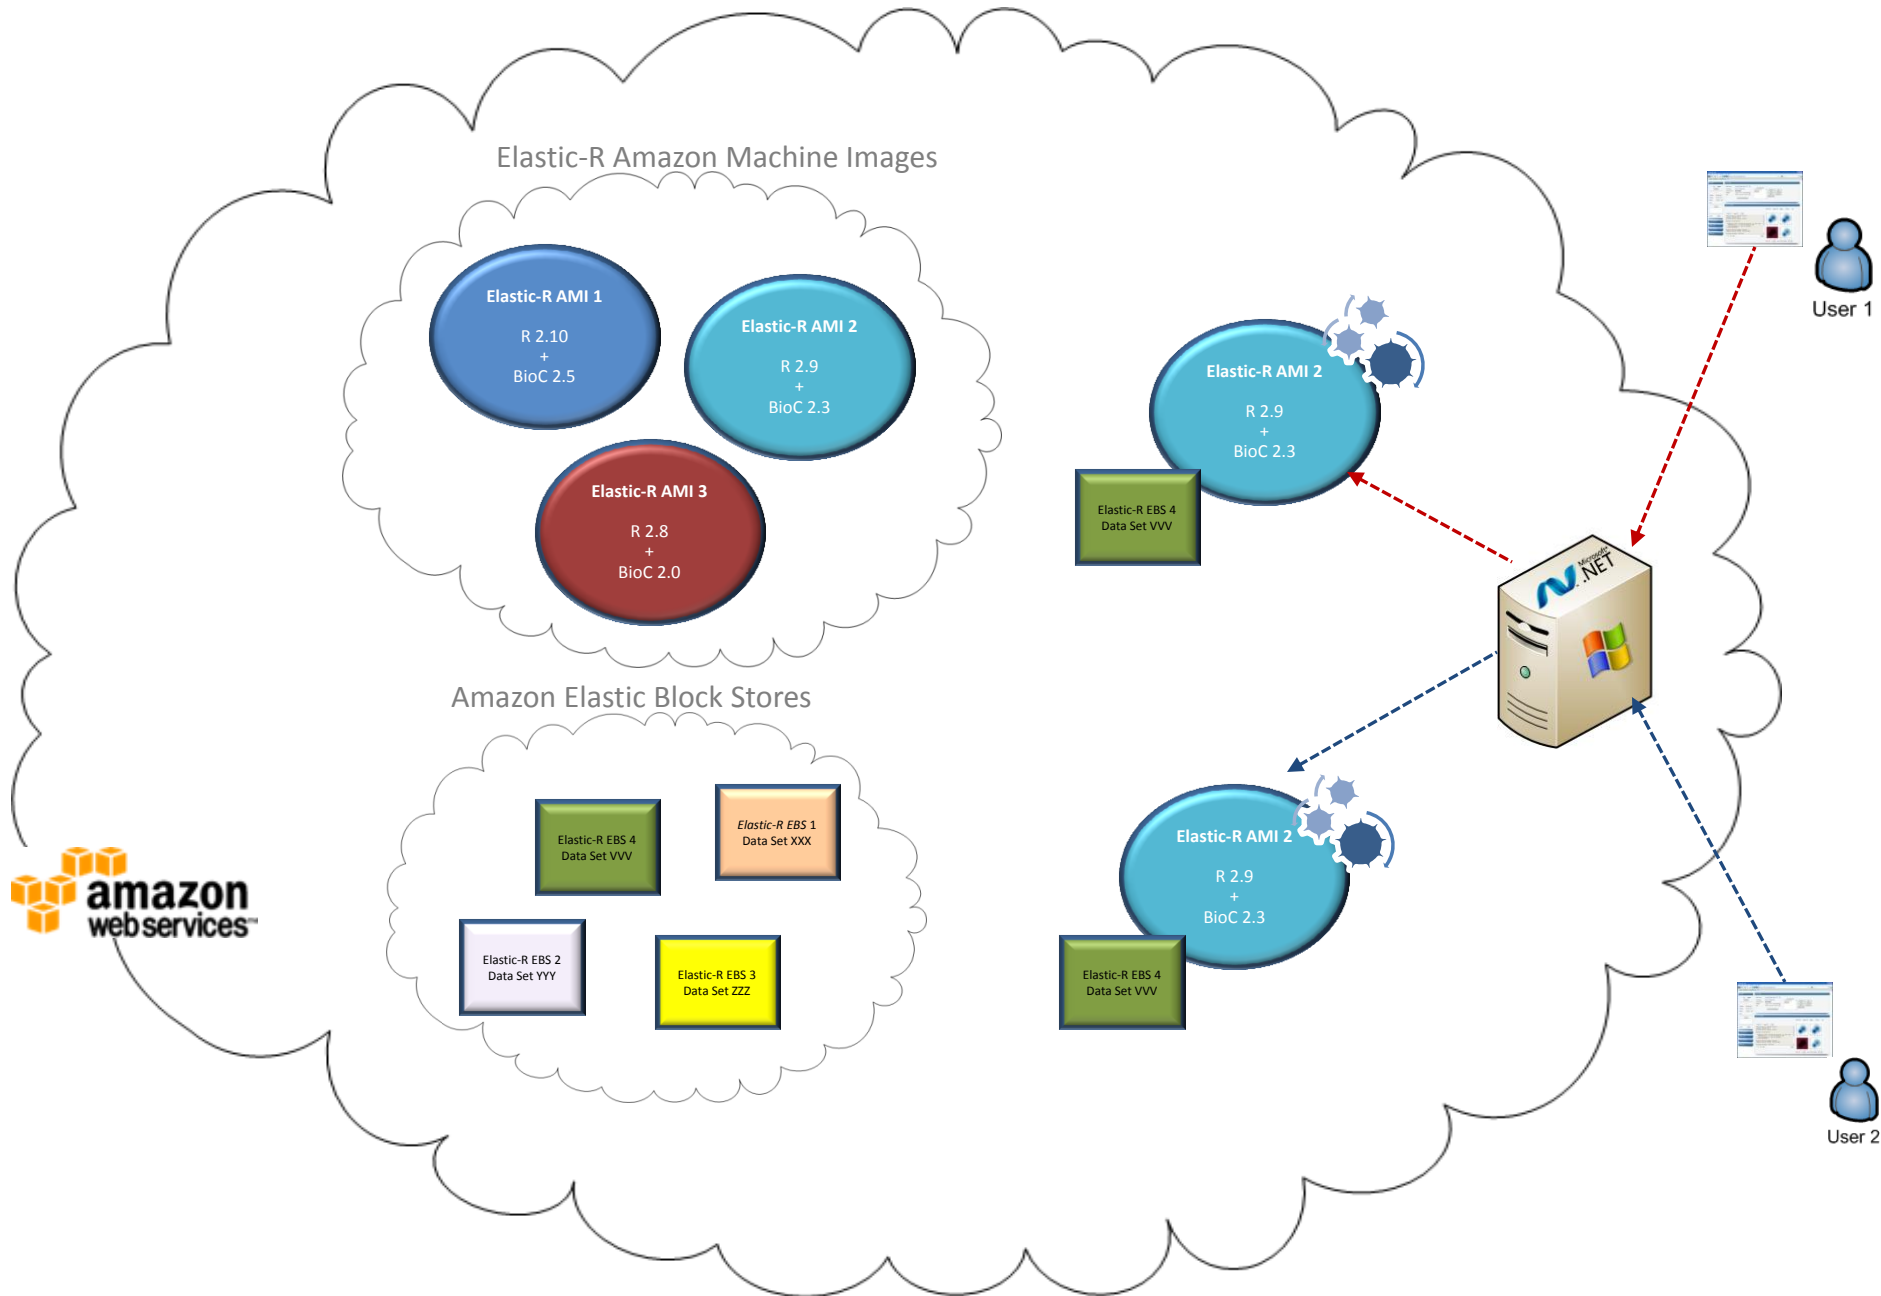 Elastic-R Amazon Machine Images
Elastic-R AMI 1
R 2.10
+
BioC 2.5
Elastic-R AMI 2
R 2.9
+
BioC 2.3
Elastic-R AMI 3
R 2.8
+
BioC 2.0
Amazon Elastic Block Stores
Elastic-R EBS 4
Data Set VVV
Elastic-R EBS 1
Data Set XXX
Elastic-R EBS 2
Data Set YYY
Elastic-R EBS 3
Data Set ZZZ
amazon
webservices™
Elastic-R AMI 2
R 2.9
+
BioC 2.3
Elastic-R EBS 4
Data Set VVV
Elastic-R AMI 2
R 2.9
+
BioC 2.3
Elastic-R EBS 4
Data Set VVV
Microsoft®
.NET
User 1
User 2